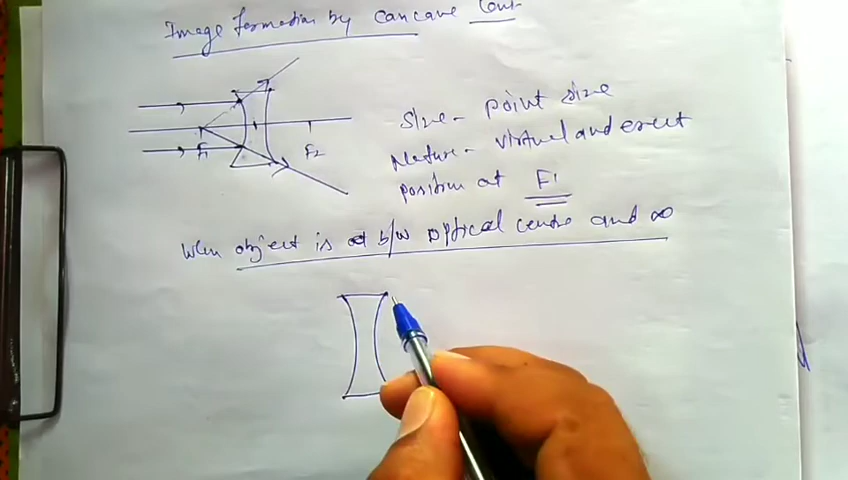 Image formation by Concave
Size - point size
F1 F2
Nature - virtual and erect
position at F1
When object is at b/w optical centre and ∞